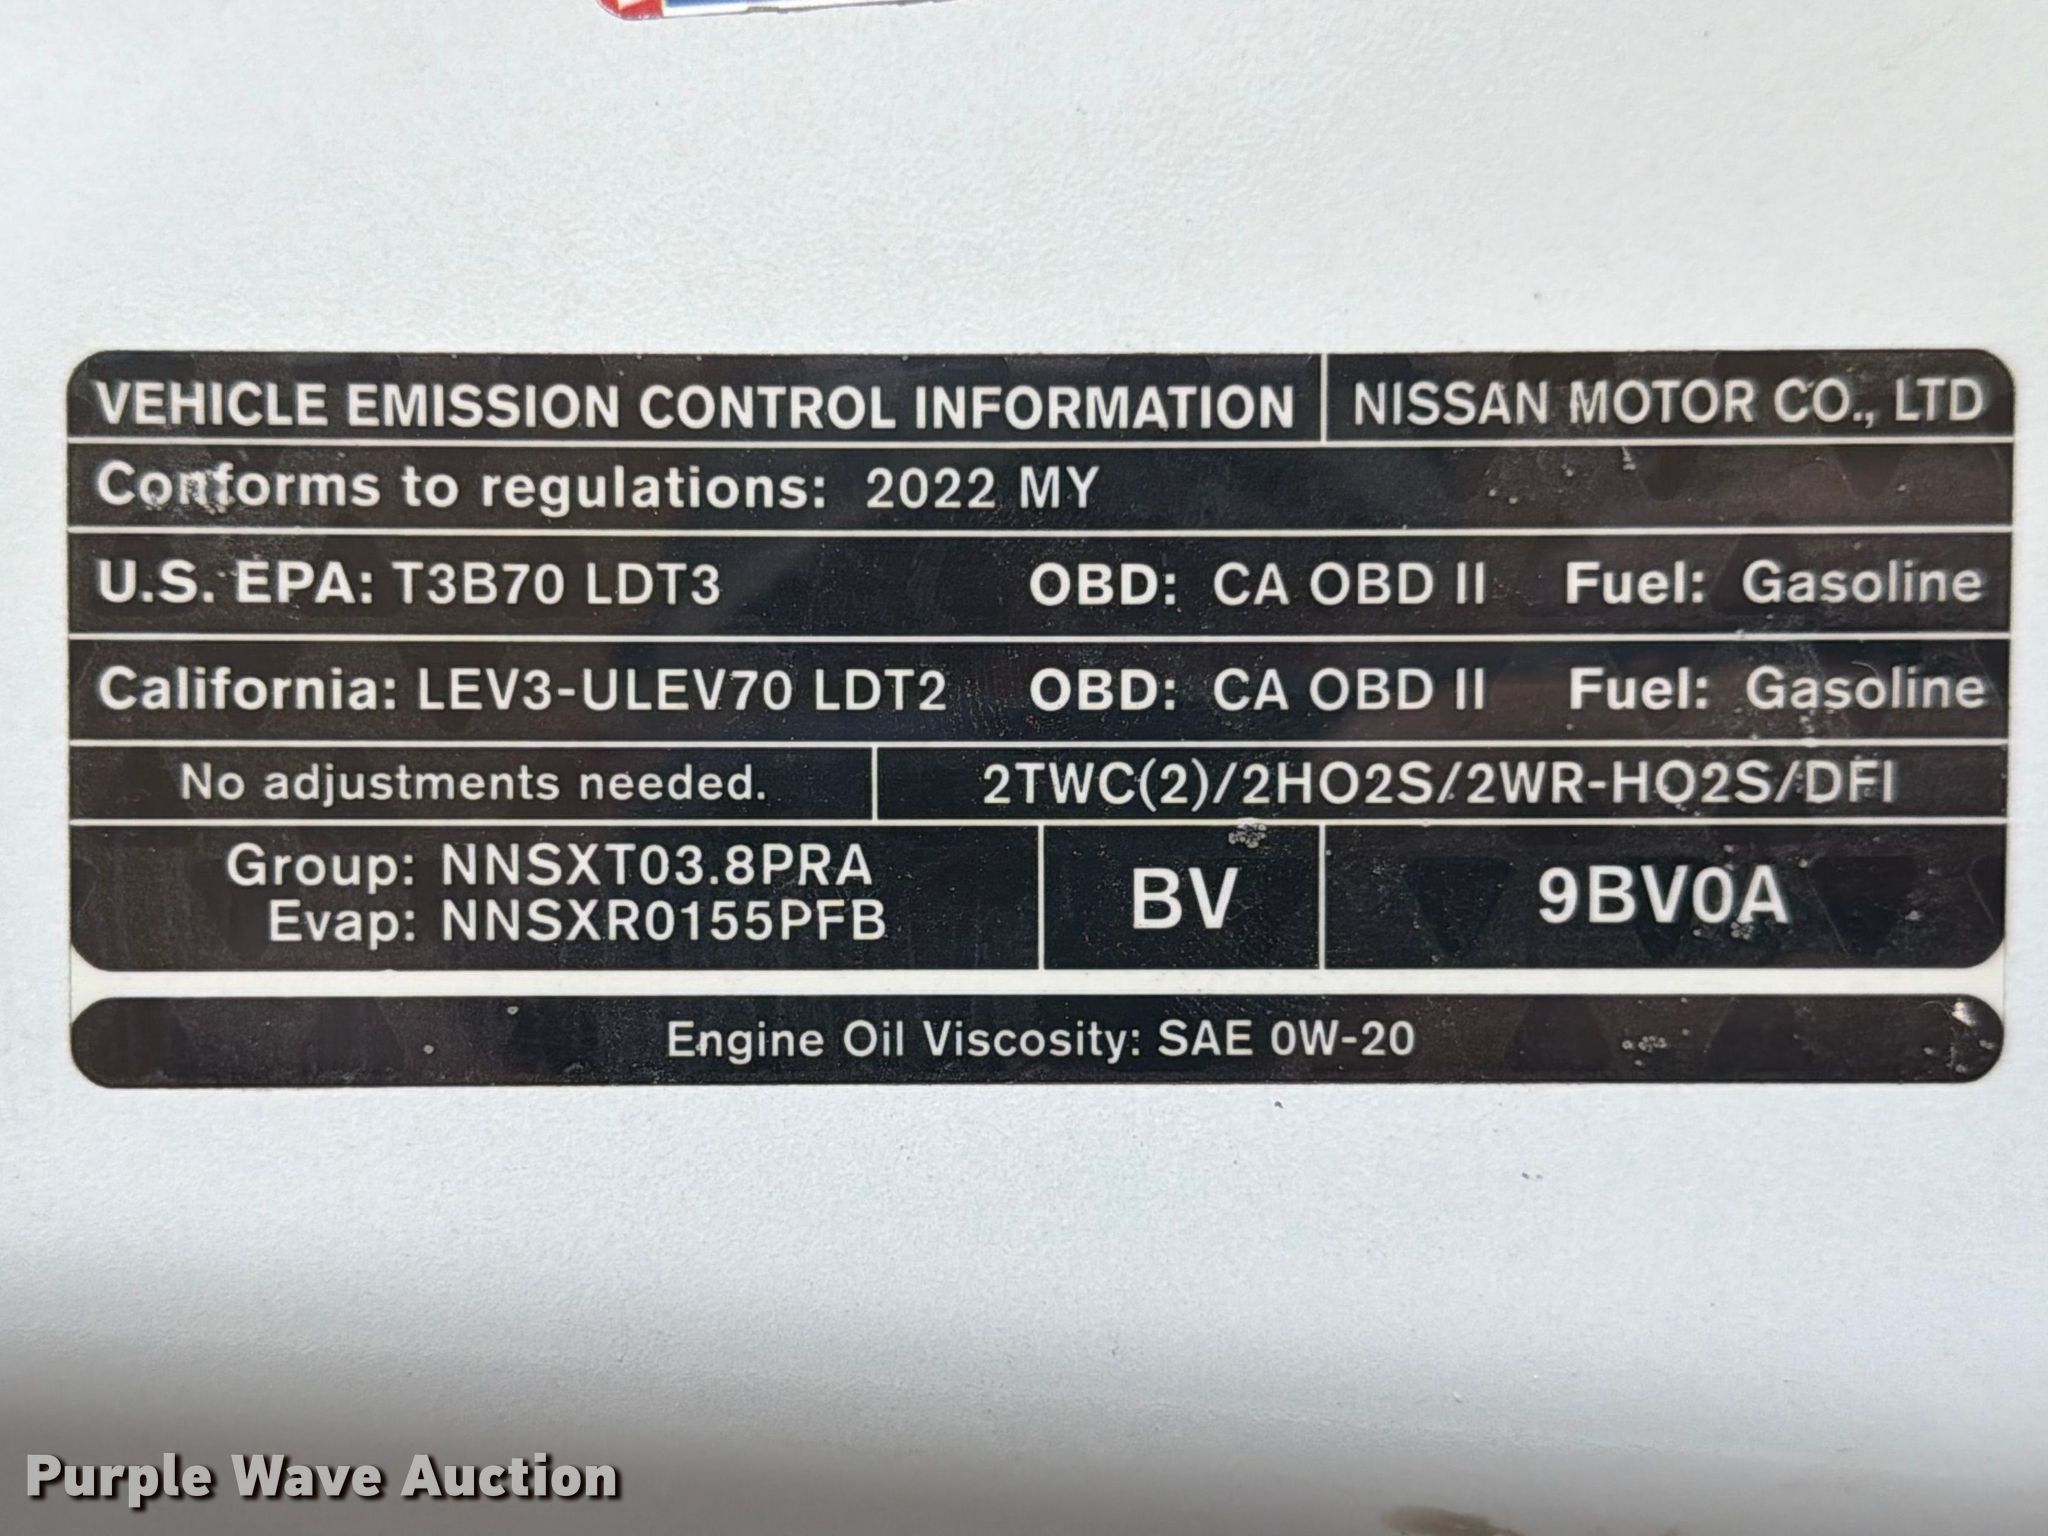 VEHICLE EMISSION CONTROL INFORMATION NISSAN MOTOR CO., LTD
Conforms to regulations: 2022 MY
U.S. EPA: T3B70 LDT3 OBD: CA OBD II Fuel: Gasoline
California: LEV3-ULEV70 LDT2 OBD: CA OBD II Fuel: Gasoline
No adjustments needed. 2TWC(2)/2HO2S/2WR-HO2S/DFI
Group: NNSXT03.8PRA
Evap: NNSXR0155PFB
BV 9BV0A
Engine Oil Viscosity: SAE 0W-20
Purple Wave Auction